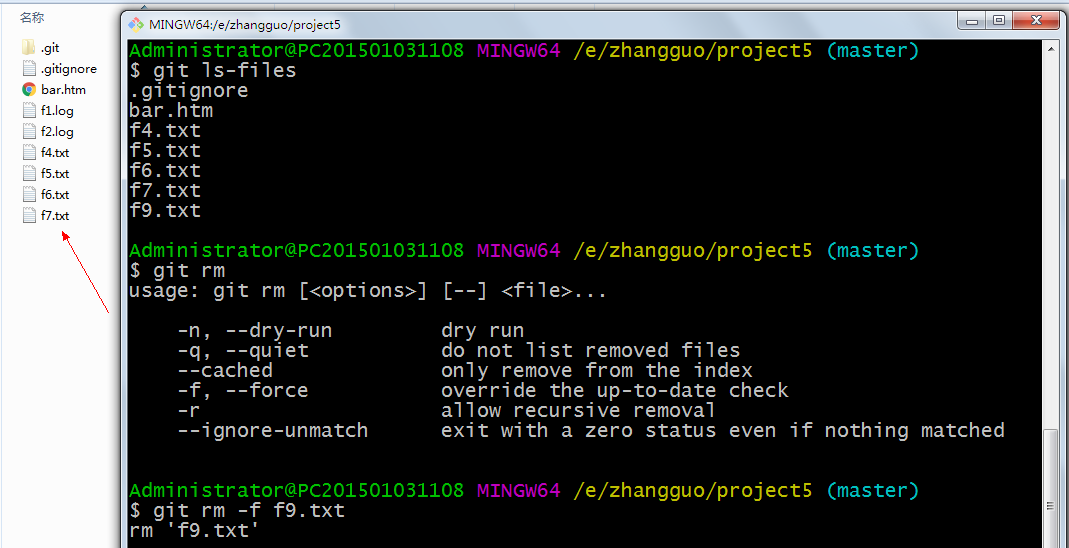 名称
.git
.gitignore
bar.htm
f1.log
f2.log
f4.txt
f5.txt
f6.txt
f7.txt
MINGW64:/e/zhangguo/project5
Administrator@PC201501031108 MINGW64 /e/zhangguo/project5 (master)
$ git ls-files
.gitignore
bar.htm
f4.txt
f5.txt
f6.txt
f7.txt
f9.txt
Administrator@PC201501031108 MINGW64 /e/zhangguo/project5 (master)
$ git rm
usage: git rm [<options>] [--] <file>...
-n, --dry-run dry run
-q, --quiet do not list removed files
--cached only remove from the index
-f, --force override the up-to-date check
-r allow recursive removal
--ignore-unmatch exit with a zero status even if nothing matched
Administrator@PC201501031108 MINGW64 /e/zhangguo/project5 (master)
$ git rm -f f9.txt
rm 'f9.txt'